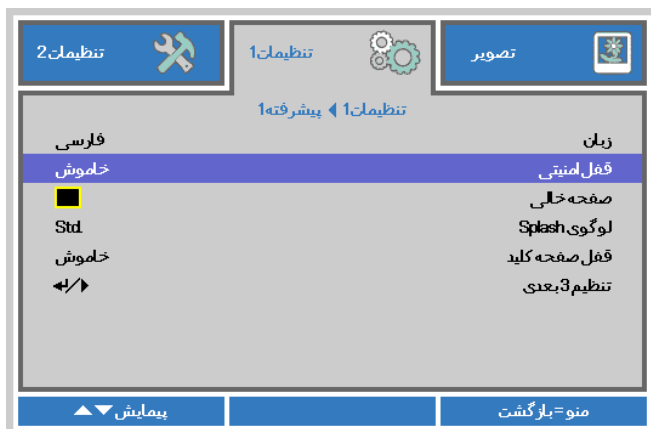 تصویر
تنظیمات1
تنظیمات2
تنظیمات1 ◀ پیشرفته1
زبان فارسی
قفل امنیتی خاموش
صفحه خالی
لوگوی Splash Std.
قفل صفحه کلید خاموش
تنظیم 3 بعدی ↵/▶
منو=بازگشت
پیمایش ▼▲